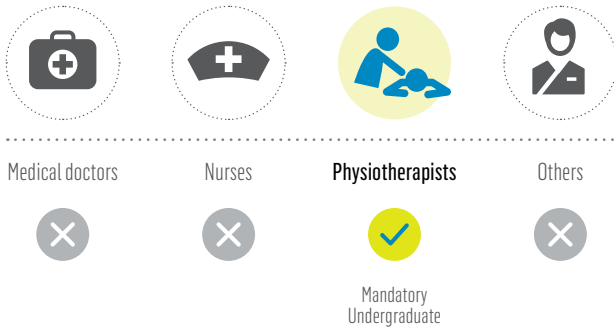 Medical doctors
Nurses
Physiotherapists
Others
Mandatory
Undergraduate